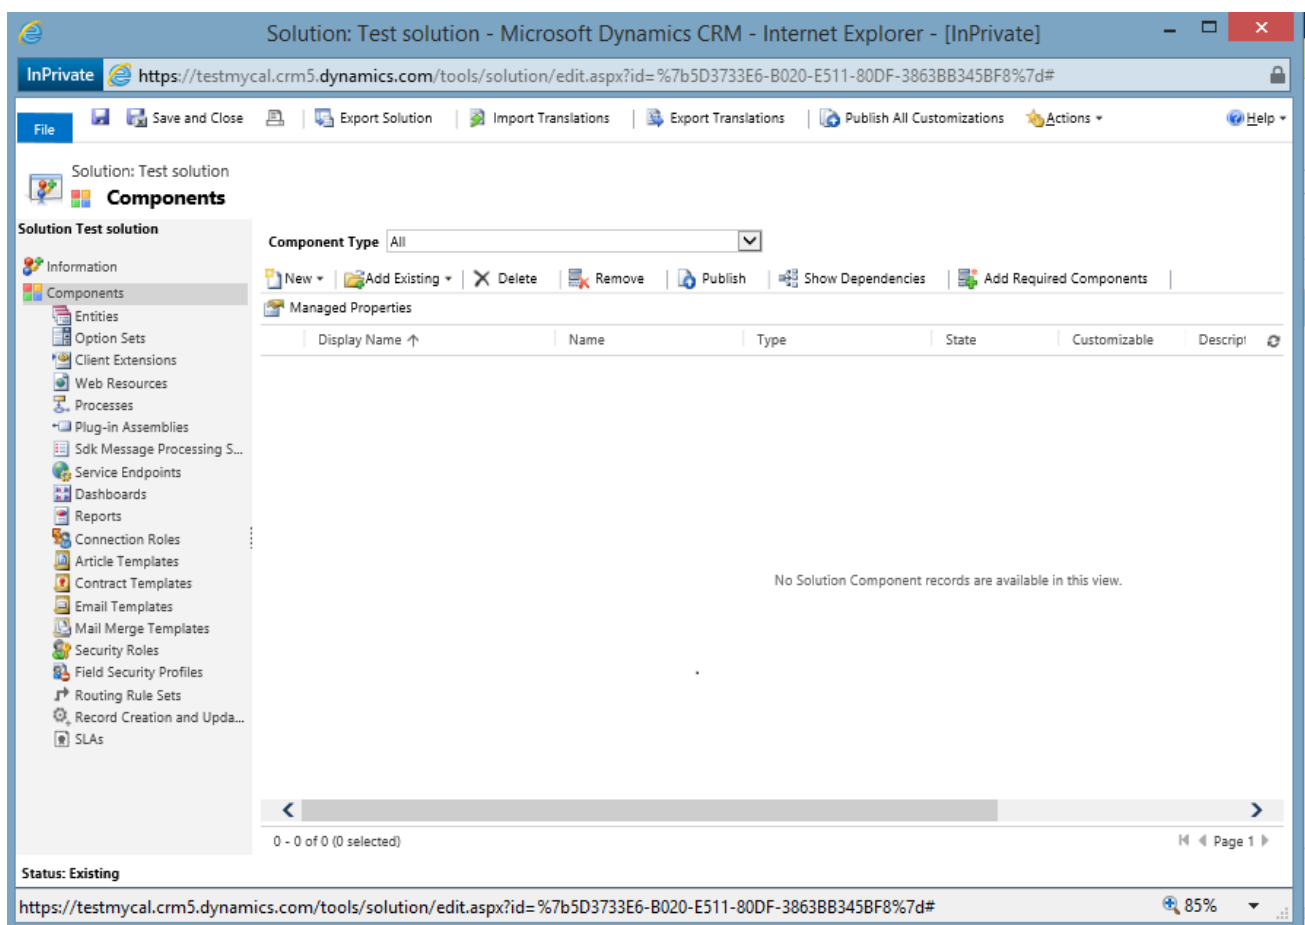 Solution: Test solution - Microsoft Dynamics CRM - Internet Explorer - [InPrivate]
InPrivate https://testmycal.crm5.dynamics.com/tools/solution/edit.aspx?id=%7b5D3733E6-B020-E511-80DF-3863BB345BF8%7d#
File Save and Close Export Solution Import Translations Export Translations Publish All Customizations Actions Help
Solution: Test solution
Components
Solution Test solution
Component Type All
Information
New Add Existing Delete Remove Publish Show Dependencies Add Required Components
Components
Managed Properties
Entities
Option Sets
Display Name Name Type State Customizable Descript
Client Extensions
Web Resources
Processes
Plug-in Assemblies
Sdk Message Processing S...
Service Endpoints
Dashboards
Reports
Connection Roles
Article Templates
Contract Templates
No Solution Component records are available in this view.
Email Templates
Mail Merge Templates
Security Roles
Field Security Profiles
Routing Rule Sets
Record Creation and Upda...
SLAs
0 - 0 of 0 (0 selected) Page 1
Status: Existing
https://testmycal.crm5.dynamics.com/tools/solution/edit.aspx?id=%7b5D3733E6-B020-E511-80DF-3863BB345BF8%7d# 85%